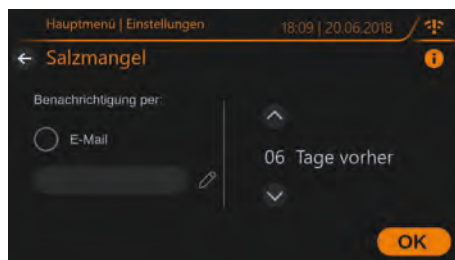 Hauptmenü | Einstellungen 18:09 | 20.06.2018
Salzmangel
Benachrichtigung per:
E-Mail
06 Tage vorher
OK